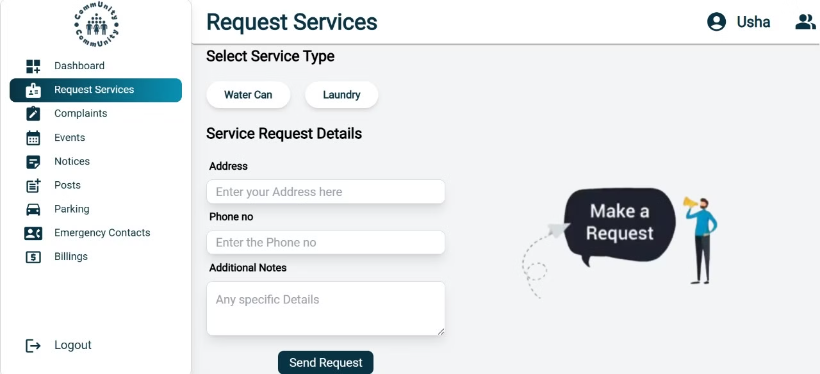 CommUnity
CommUnity
Dashboard
Request Services
Complaints
Events
Notices
Posts
Parking
Emergency Contacts
Billings
Logout
Request Services
Usha
Select Service Type
Water Can
Laundry
Service Request Details
Address
Enter your Address here
Phone no
Enter the Phone no
Additional Notes
Any specific Details
Send Request
Make a
Request